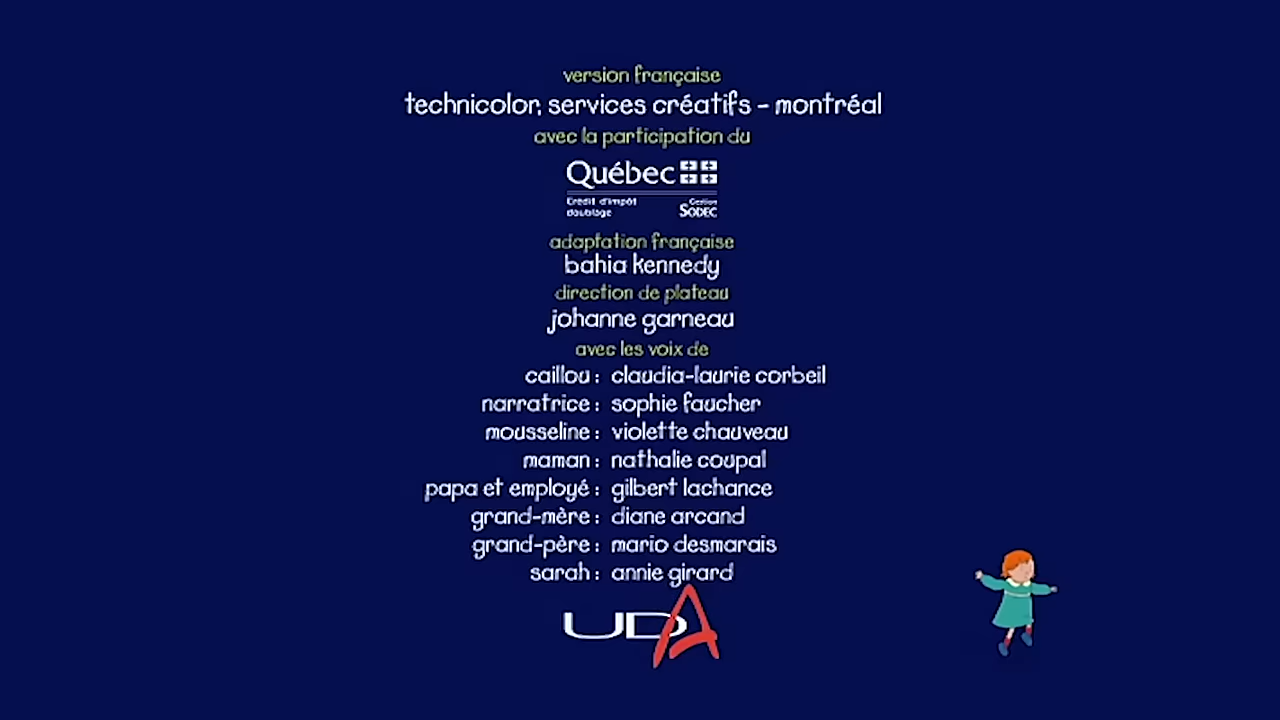 version française
technicolor, services créatifs - montréal
avec la participation du
Québec
Crédit d'impôt
doublage
Gestion
SODEC
adaptation française
bahia kennedy
direction de plateau
johanne garneau
avec les voix de
caillou : claudia-laurie corbeil
narratrice : sophie faucher
mousseline : violette chauveau
maman : nathalie coupal
papa et employé : gilbert lachance
grand-mère : diane arcand
grand-père : mario desmarais
sarah : annie girard
UDA